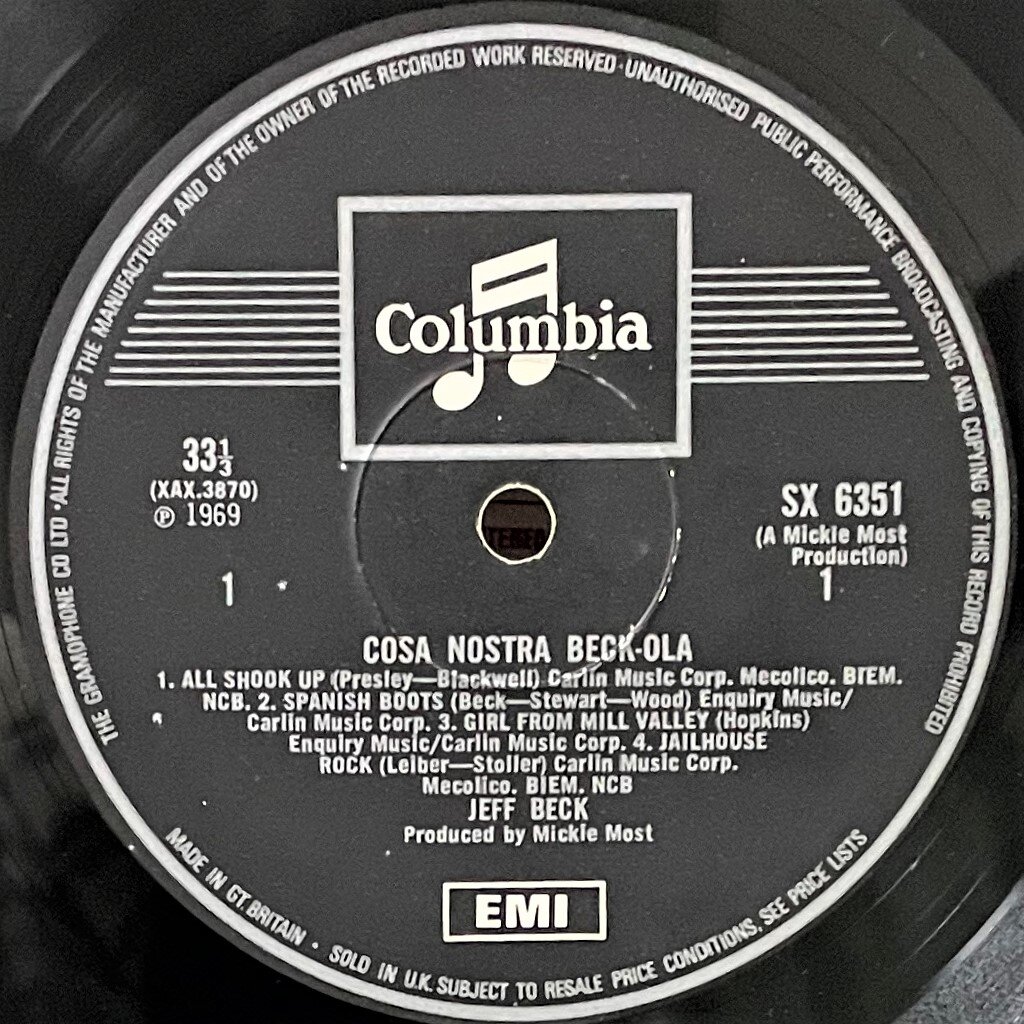 THE GRAMOPHONE CO LTD · ALL RIGHTS OF THE MANUFACTURER AND OF THE OWNER OF THE RECORDED WORK RESERVED · UNAUTHORISED PUBLIC PERFORMANCE BROADCASTING AND COPYING OF THIS RECORD PROHIBITED
Columbia
33⅓
(XAX.3870)
℗ 1969
1
SX 6351
(A Mickie Most
Production)
1
COSA NOSTRA BECK-OLA
1. ALL SHOOK UP (Presley—Blackwell) Carlin Music Corp. Mecolico. BIEM.
NCB. 2. SPANISH BOOTS (Beck—Stewart—Wood) Enquiry Music/
Carlin Music Corp. 3. GIRL FROM MILL VALLEY (Hopkins)
Enquiry Music/Carlin Music Corp. 4. JAILHOUSE
ROCK (Leiber—Stoller) Carlin Music Corp.
Mecolico. BIEM. NCB
JEFF BECK
Produced by Mickie Most
EMI
MADE IN GT. BRITAIN · SOLD IN U.K. SUBJECT TO RESALE PRICE CONDITIONS, SEE PRICE LISTS